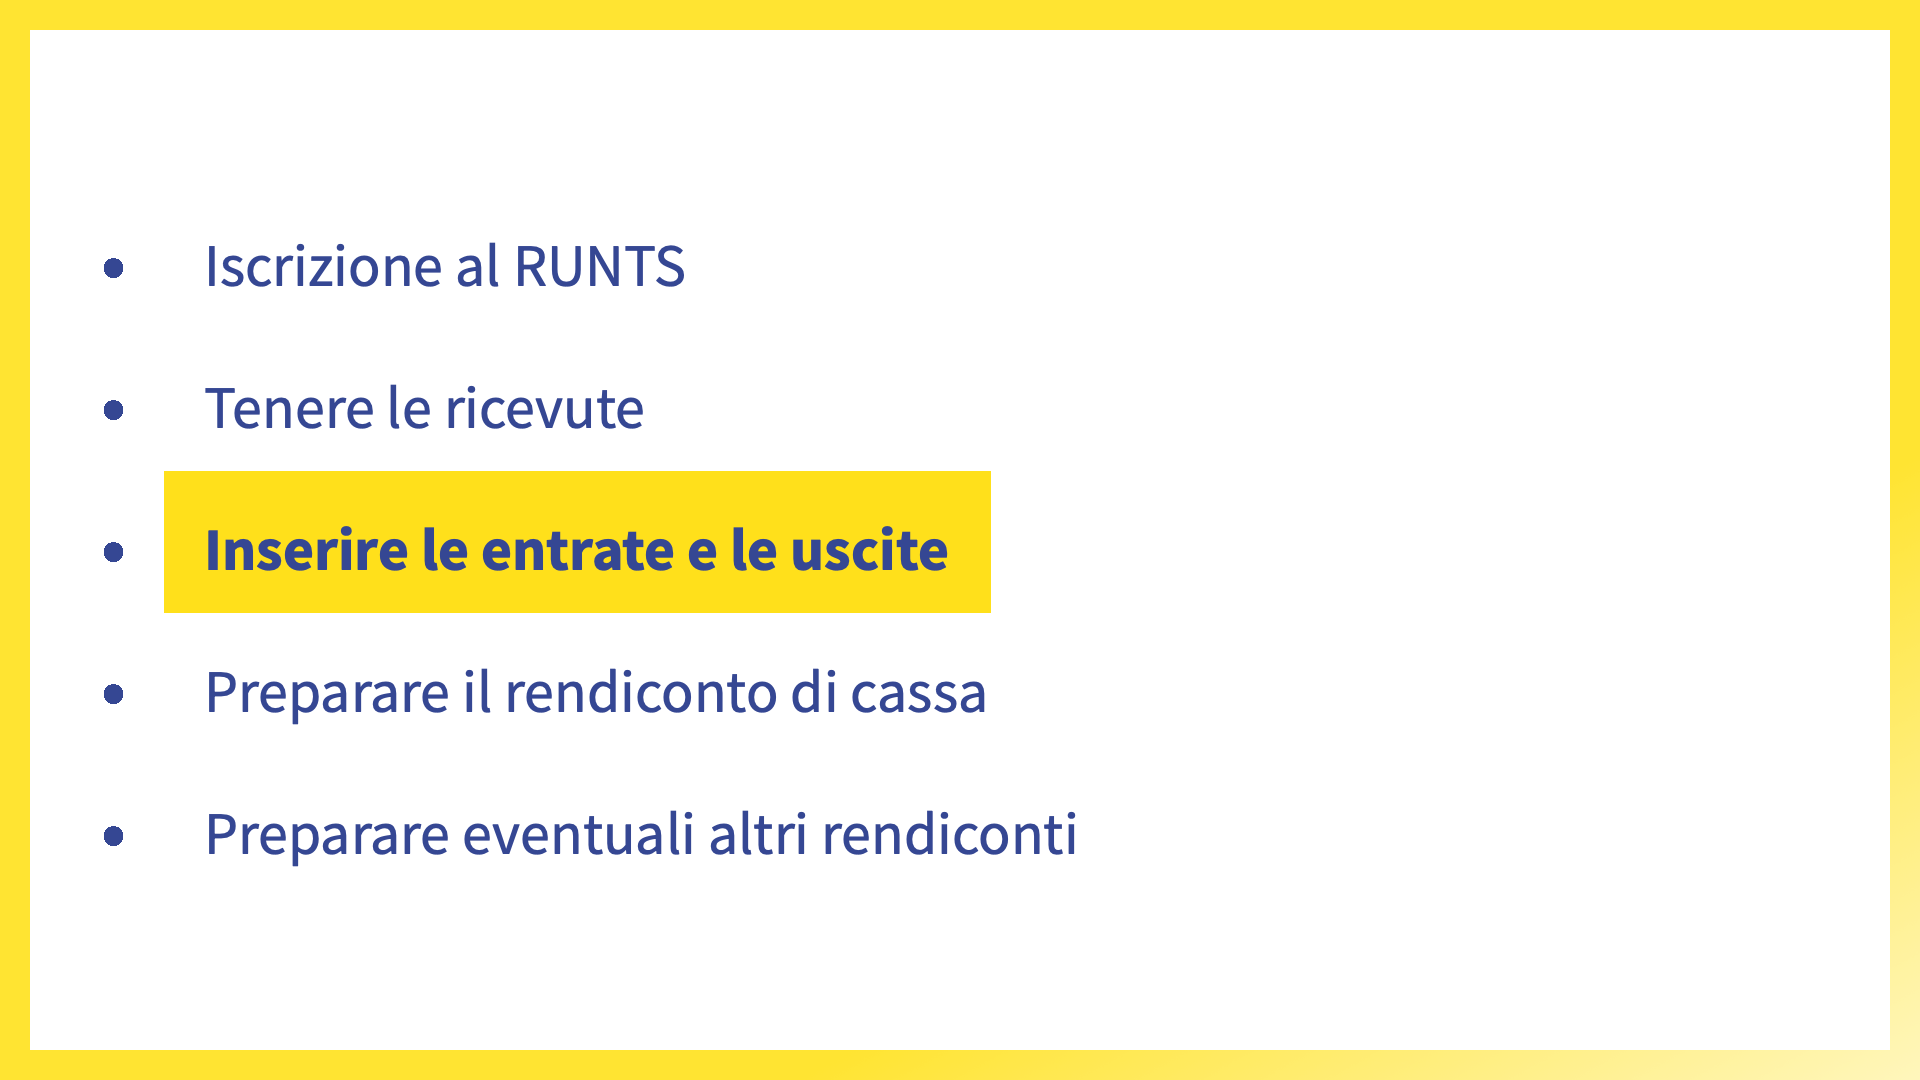 • Iscrizione al RUNTS
• Tenere le ricevute
• Inserire le entrate e le uscite
• Preparare il rendiconto di cassa
• Preparare eventuali altri rendiconti